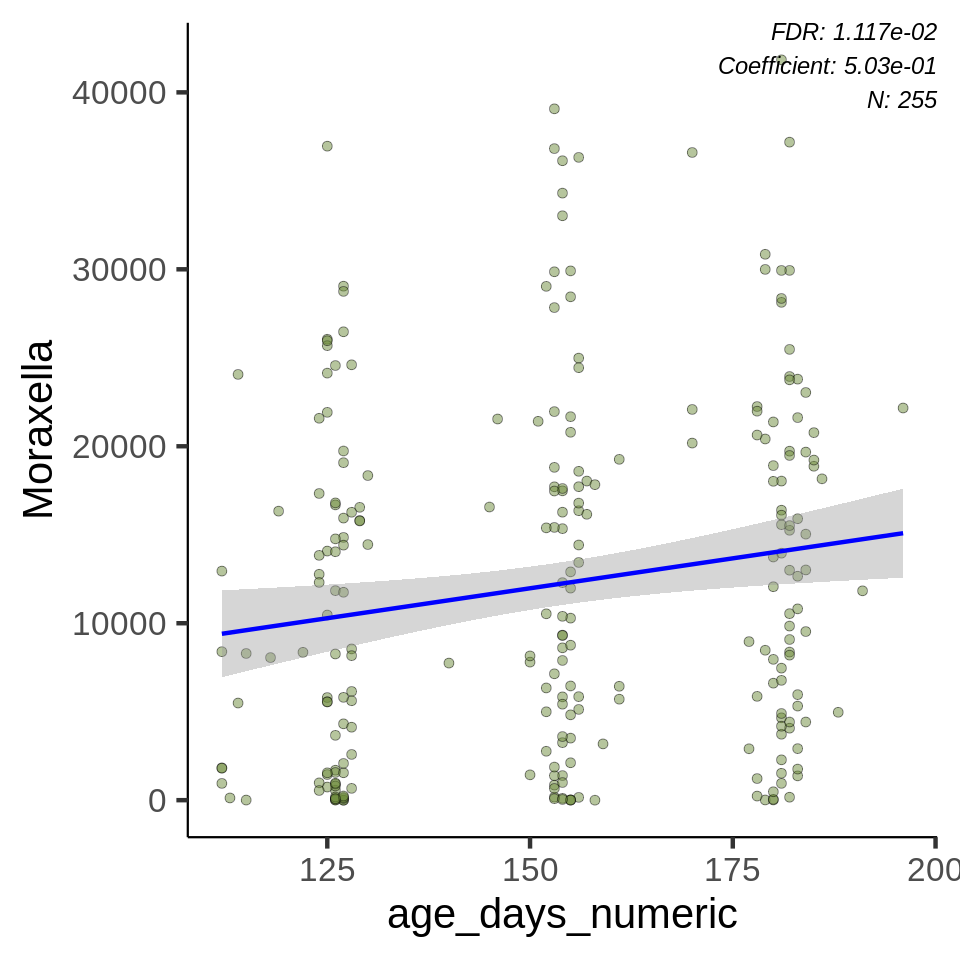 FDR: 1.117e-02
Coefficient: 5.03e-01
N: 255
40000
30000
20000
10000
0
Moraxella
125 150 175 200
age_days_numeric